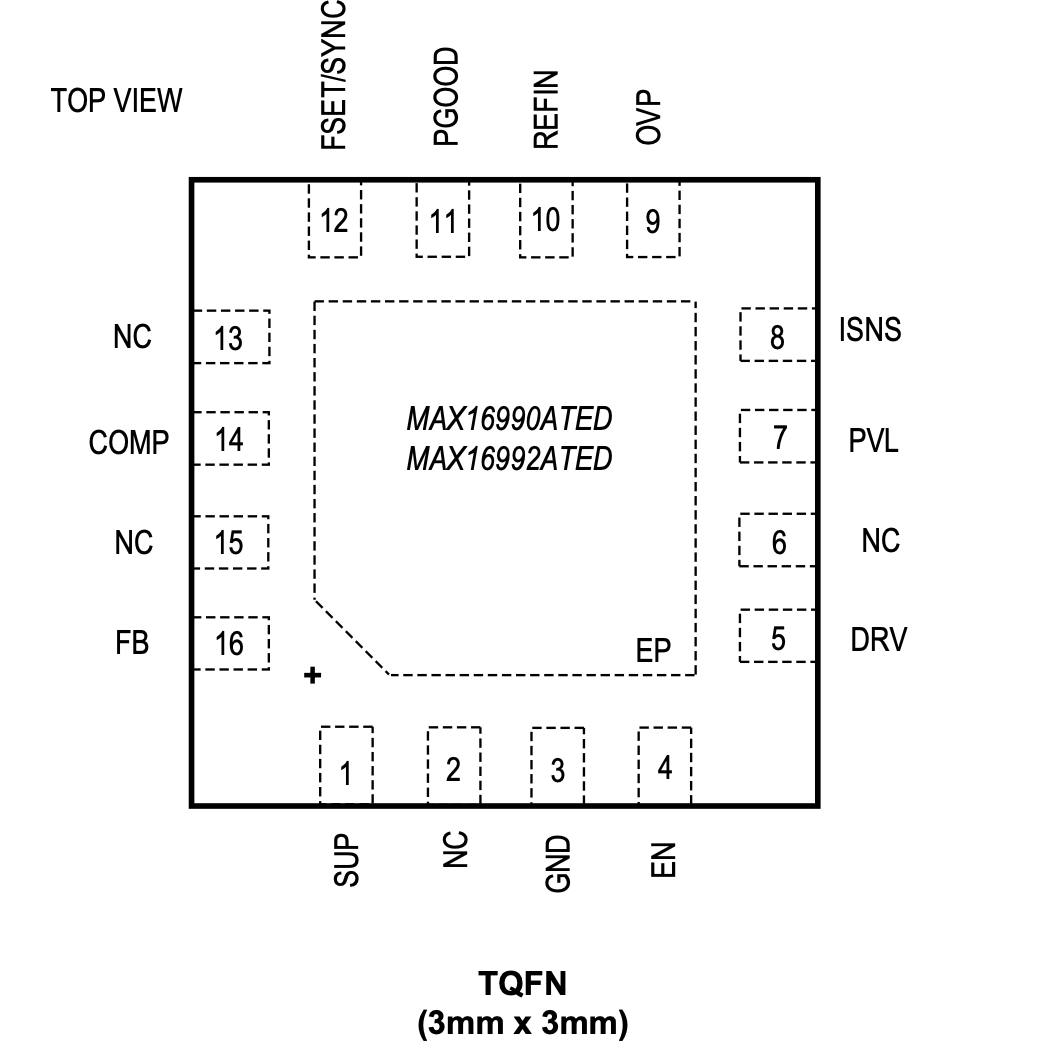 TOP VIEW
FSET/SYNC
PGOOD
REFIN
OVP
12
11
10
9
NC
13
8
ISNS
COMP
14
7
PVL
MAX16990ATED
MAX16992ATED
NC
15
6
NC
FB
16
5
DRV
EP
+
1
2
3
4
SUP
NC
GND
EN
TQFN
(3mm x 3mm)